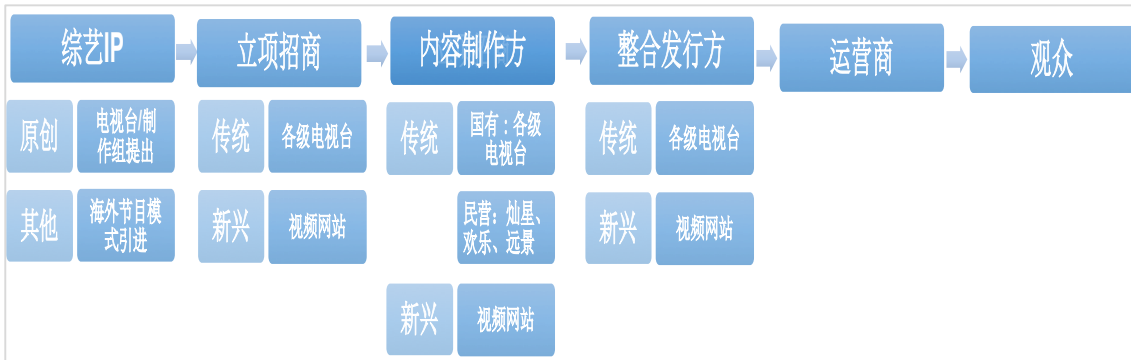 综艺IP
立项招商
内容制作方
整合发行方
运营商
观众
原创
电视台/制
作组提出
传统
各级电视台
传统
国有：各级
电视台
传统
各级电视台
其他
海外节目模
式引进
新兴
视频网站
民营：灿星、
欢乐、远景
新兴
视频网站
新兴
视频网站